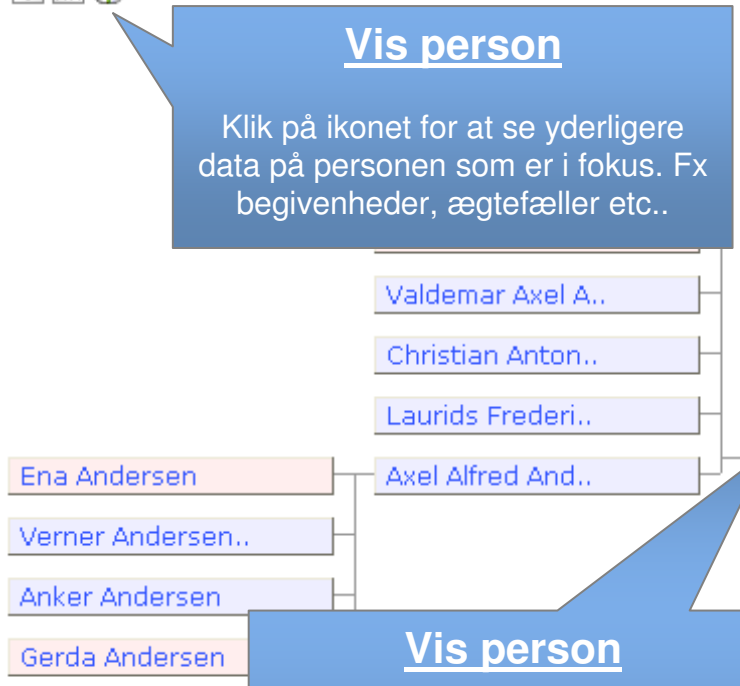 Vis person
Klik på ikonet for at se yderligere
data på personen som er i fokus. Fx
begivenheder, ægtefæller etc..
Valdemar Axel A..
Christian Anton..
Laurids Frederi..
Ena Andersen
Axel Alfred And..
Verner Andersen..
Anker Andersen
Gerda Andersen
Vis person